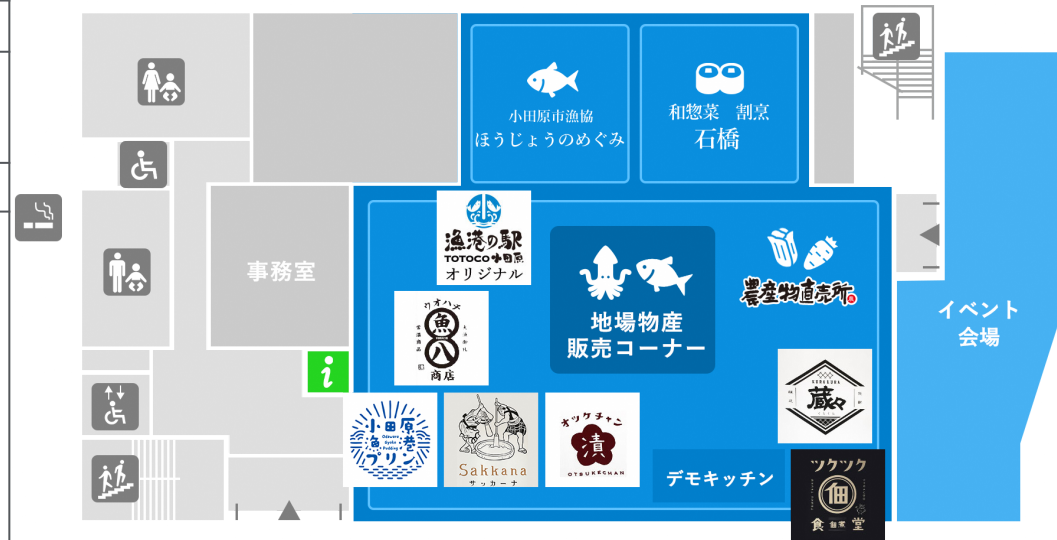 小田原市漁協
ほうじょうのめぐみ
和惣菜　割烹
石橋
漁港の駅
TOTOCO小田原
オリジナル
事務室
地場物産
販売コーナー
農産物直売所
イベント
会場
ウオハチ
魚
八
商店
i
小田原
漁港
プリン
Odawara
Gyoko
Pudding
Sakkana
サッカーナ
オツケチャン
漬
OTSUKECHAN
蔵々
デモキッチン
ツクツク
佃
食堂